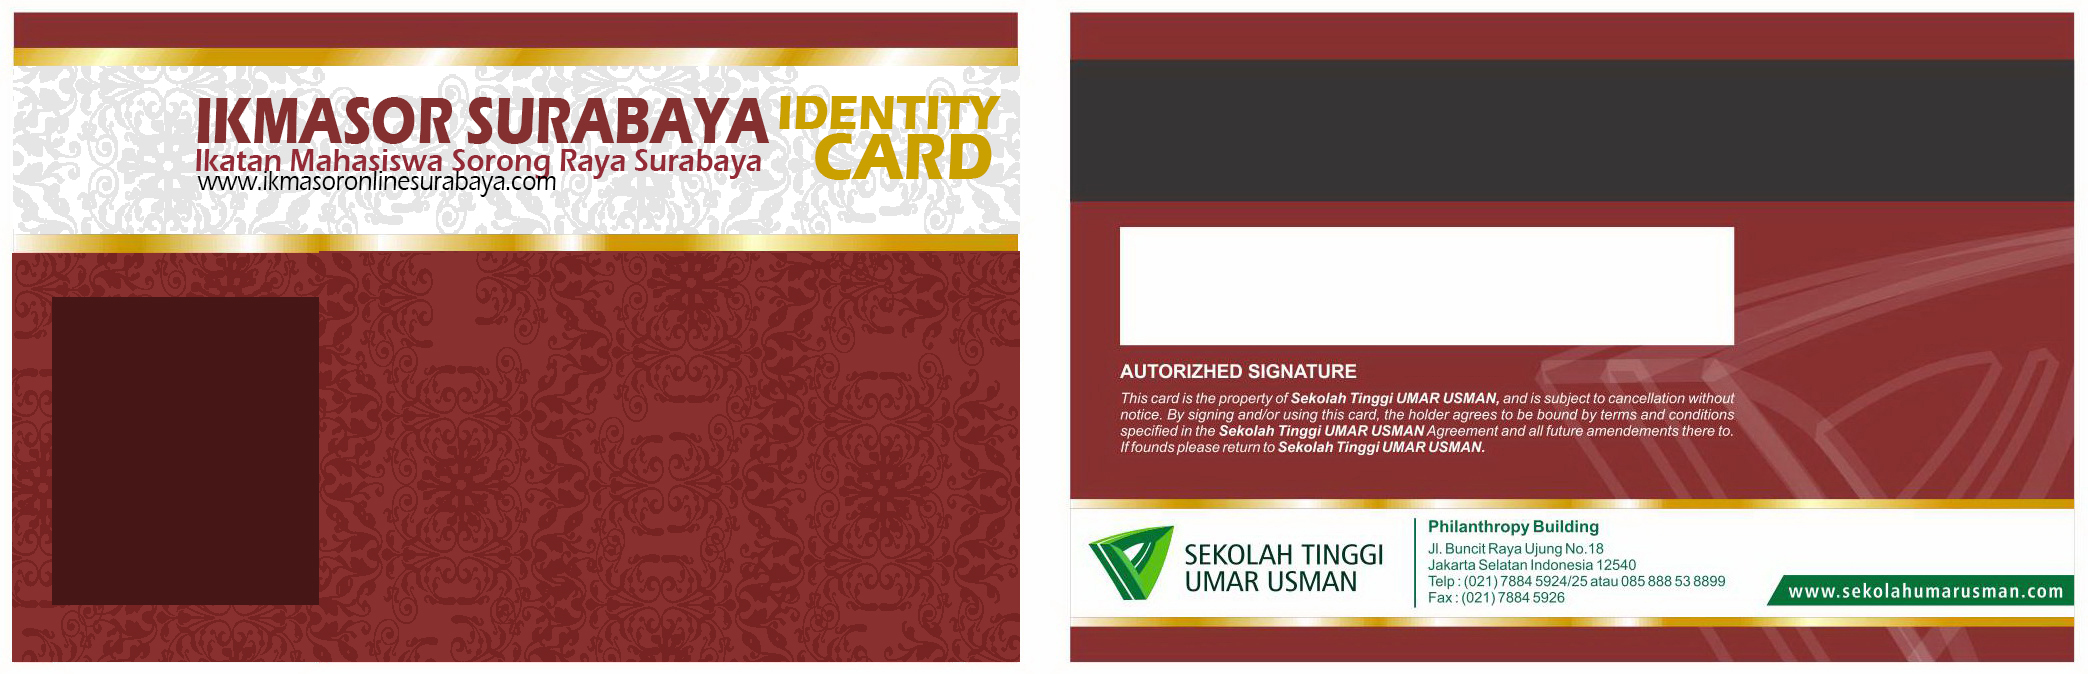 IKMASOR SURABAYA
Ikatan Mahasiswa Sorong Raya Surabaya
www.ikmasoronlinesurabaya.com
IDENTITY
CARD
AUTORIZHED SIGNATURE
This card is the property of Sekolah Tinggi UMAR USMAN, and is subject to cancellation without
notice. By signing and/or using this card, the holder agrees to be bound by terms and conditions
specified in the Sekolah Tinggi UMAR USMAN Agreement and all future amendements there to.
If founds please return to Sekolah Tinggi UMAR USMAN.
SEKOLAH TINGGI
UMAR USMAN
Philanthropy Building
Jl. Buncit Raya Ujung No.18
Jakarta Selatan Indonesia 12540
Telp : (021) 7884 5924/25 atau 085 888 53 8899
Fax : (021) 7884 5926
www.sekolahumarusman.com